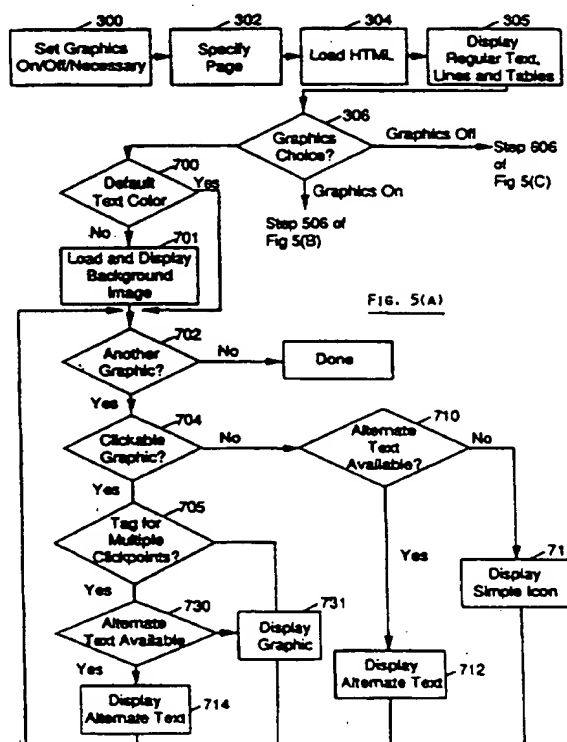 300
302
304
305
Set Graphics
On/Off/Necessary
Specify
Page
Load HTML
Display
Regular Text,
Lines and Tables
306
Graphics
Choice?
Graphics Off
Step 606
of
Fig 5(C)
Graphics On
Step 506 of
Fig 5(B)
700
Default
Text Color
Yes
No
701
Load and Display
Background
Image
FIG. 5(A)
702
Another
Graphic?
No
Done
Yes
704
Clickable
Graphic?
No
710
Alternate
Text
Available?
No
Yes
705
Tag for
Multiple
Clickpoints?
Yes
71
Display
Simple Icon
Yes
730
Alternate
Text Available
731
Display
Graphic
Yes
Display
Alternate Text
714
Display
Alternate Text
712